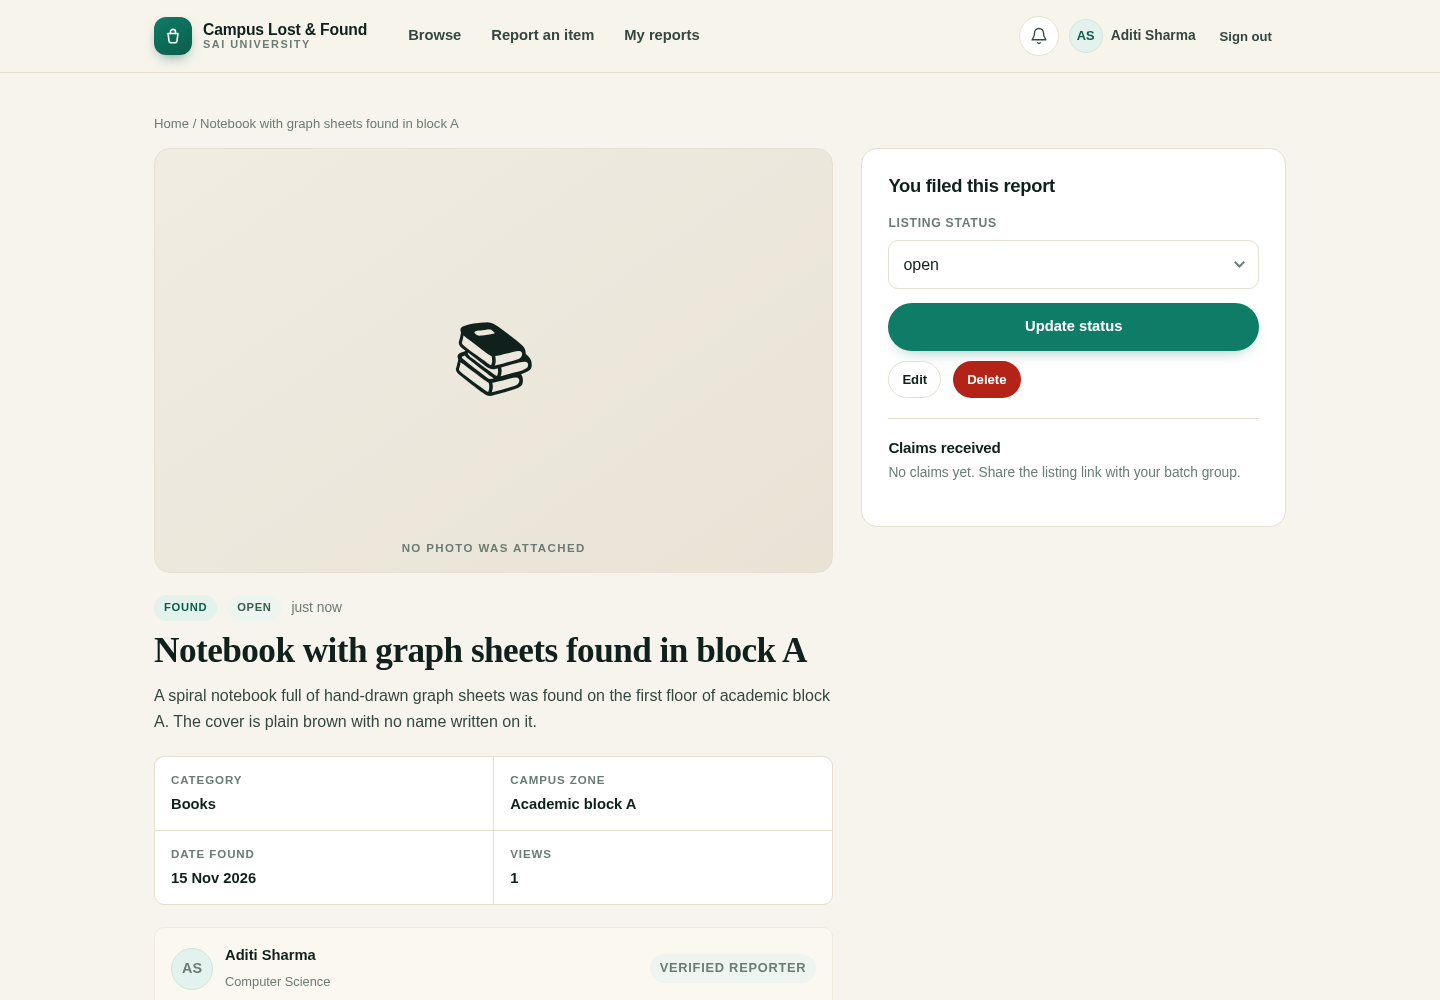 Campus Lost & Found
SAI UNIVERSITY
Browse
Report an item
My reports
AS
Aditi Sharma
Sign out
Home / Notebook with graph sheets found in block A
NO PHOTO WAS ATTACHED
FOUND
OPEN
just now
Notebook with graph sheets found in block A
A spiral notebook full of hand-drawn graph sheets was found on the first floor of academic block
A. The cover is plain brown with no name written on it.
CATEGORY
Books
CAMPUS ZONE
Academic block A
DATE FOUND
15 Nov 2026
VIEWS
1
AS
Aditi Sharma
Computer Science
VERIFIED REPORTER
You filed this report
LISTING STATUS
open
Update status
Edit
Delete
Claims received
No claims yet. Share the listing link with your batch group.